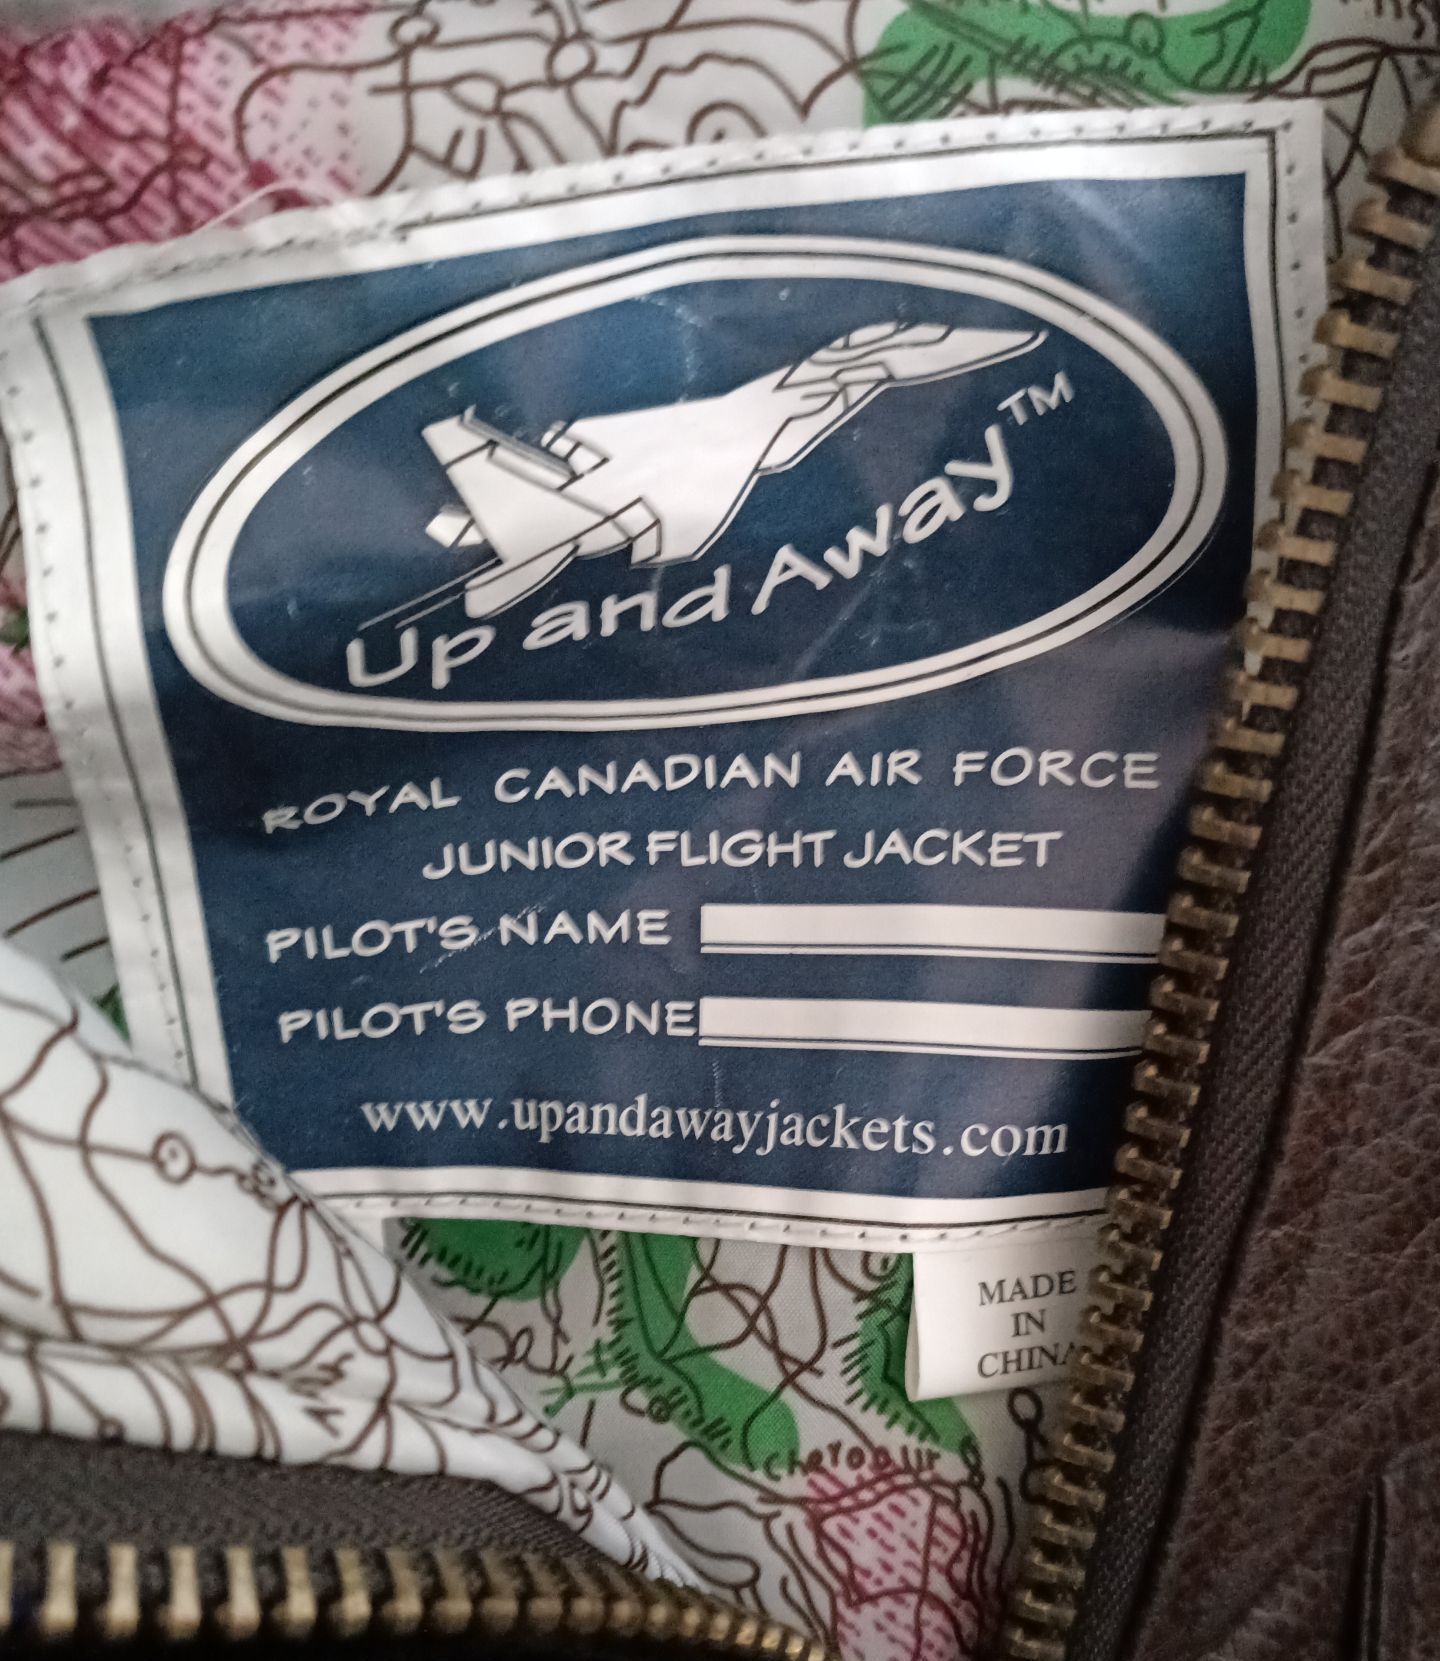 Up and Away™
ROYAL CANADIAN AIR FORCE
JUNIOR FLIGHT JACKET
PILOT'S NAME
PILOT'S PHONE
www.upandawayjackets.com
MADE
IN
CHINA